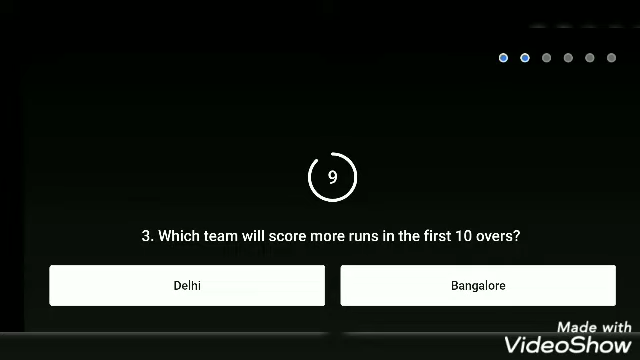 9
3. Which team will score more runs in the first 10 overs?
Delhi
Bangalore
Made with
VideoShow